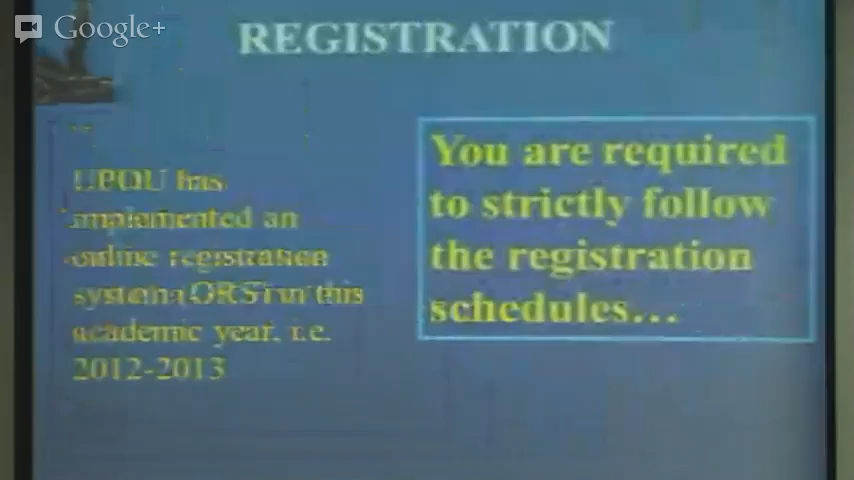 Google+
REGISTRATION
UPOU has
implemented an
online registration
system ORS in this
academic year, i.e.
2012-2013
You are required
to strictly follow
the registration
schedules...